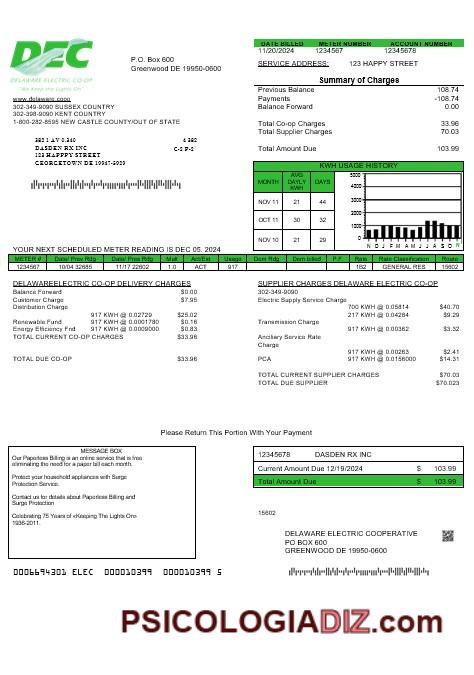 DEC
DELAWARE ELECTRIC CO-OP
"We Keep the Lights On"
P.O. Box 600
Greenwood DE 19950-0600
DATE BILLED METER NUMBER ACCOUNT NUMBER
11/20/2024 1234567 12345678
SERVICE ADDRESS: 123 HAPPY STREET
Summary of Charges
Previous Balance -108.74
Payments -108.74
Balance Forward 0.00
Total Co-op Charges 33.96
Total Supplier Charges 70.03
Total Amount Due 103.99
www.delaware.coop
302-349-9090 SUSSEX COUNTRY
302-398-9090 KENT COUNTRY
1-800-282-8595 NEW CASTLE COUNTY/OUT OF STATE
382 1 AV 0.340 4 382
DASDEN RX INC C-2 P-2
123 HAPPPY STREET
GEORGETOWN DE 19947-8929
KWH USAGE HISTORY
MONTH AVG DAYLY KWH DAYS
NOV 11 21 44
OCT 11 30 32
NOV 10 21 29
5000
4000
3000
2000
1000
0
N D J F M A M J J A S O N
YOUR NEXT SCHEDULED METER READING IS DEC 05. 2024
METER # Date/ Prev Rdg Date/ Prev Rdg Mult Act/Est Usage Dem Rdg Dem billed P.F. Rate Rate Classification Route
1234567 10/04 32685 11/17 22602 1.0 ACT 917 1B2 GENERAL RES 15602
DELAWAREELECTRIC CO-OP DELIVERY CHARGES
Balance Forward $0.00
Customer Charge $7.95
Distribution Charge
917 KWH @ 0.02729 $25.02
Renewable Fund 917 KWH @ 0.0001780 $0.16
Energy Efficiency Fnd 917 KWH @ 0.0009000 $0.83
TOTAL CURRENT CO-OP CHARGES $33.96
TOTAL DUE CO-OP $33.96
SUPPLIER CHARGES DELAWARE ELECTRIC CO-OP
302-349-9090
Electric Supply Service Charge
700 KWH @ 0.05814 $40.70
217 KWH @ 0.04284 $9.29
Transmission Charge
917 KWH @ 0.00362 $3.32
Anciliary Service Rate
Charge
917 KWH @ 0.00263 $2.41
PCA 917 KWH @ 0.0156000 $14.31
TOTAL CURRENT SUPPLIER CHARGES $70.03
TOTAL DUE SUPPLIER $70.023
Please Return This Portion With Your Payment
MESSAGE BOX
Our Paperless Billing is an online service that is free
eliminating the need for a paper bill each month.
Protect your household appliances with Surge
Protection Service.
Contact us for details about Paperless Billing and
Surge Protection
Celebrating 75 Years of «Keeping The Lights On»
1936-2011.
12345678 DASDEN RX INC
Current Amount Due 12/19/2024 $ 103.99
Total Amount Due $ 103.99
15602
DELAWARE ELECTRIC COOPERATIVE
PO BOX 600
GREENWOOD DE 19950-0600
0006694301 ELEC 0000010399 0000010399 5
PSICOLOGIADIZ.com